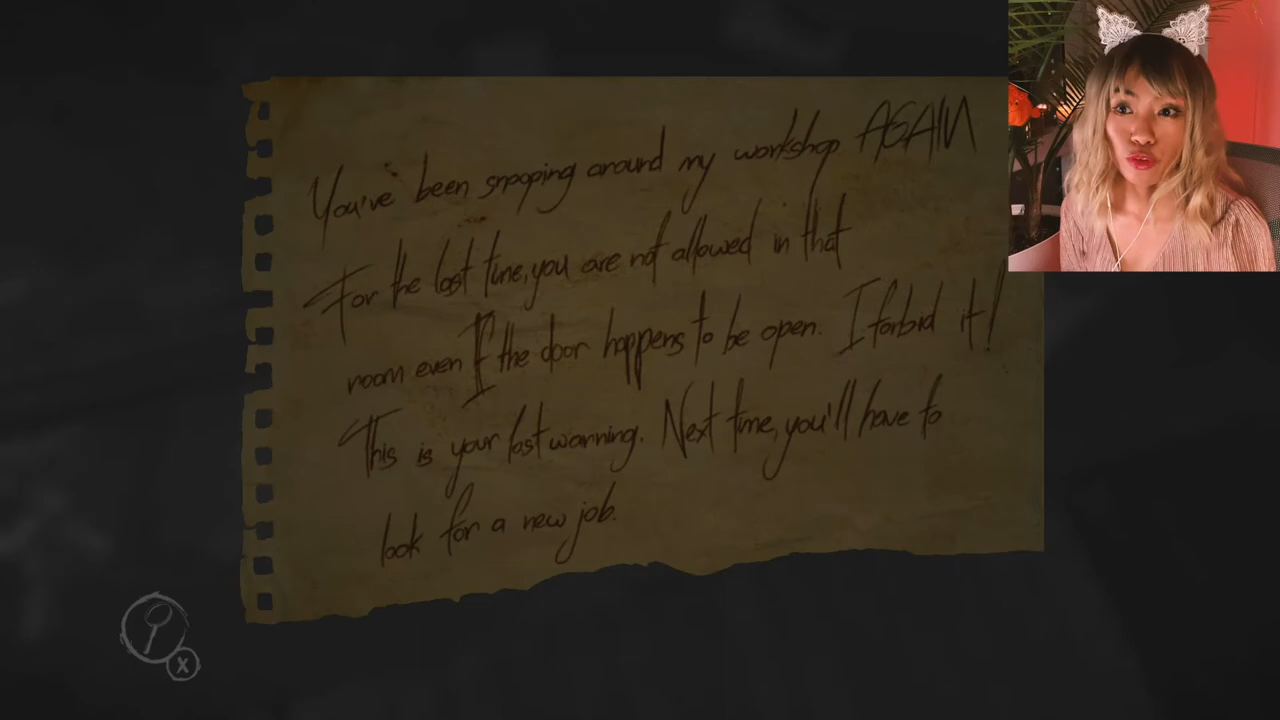 You've been snooping around my workshop AGAIN
For the last time, you are not allowed in that
room even If the door happens to be open. I forbid it!
This is your last warning. Next time, you'll have to
look for a new job.
X